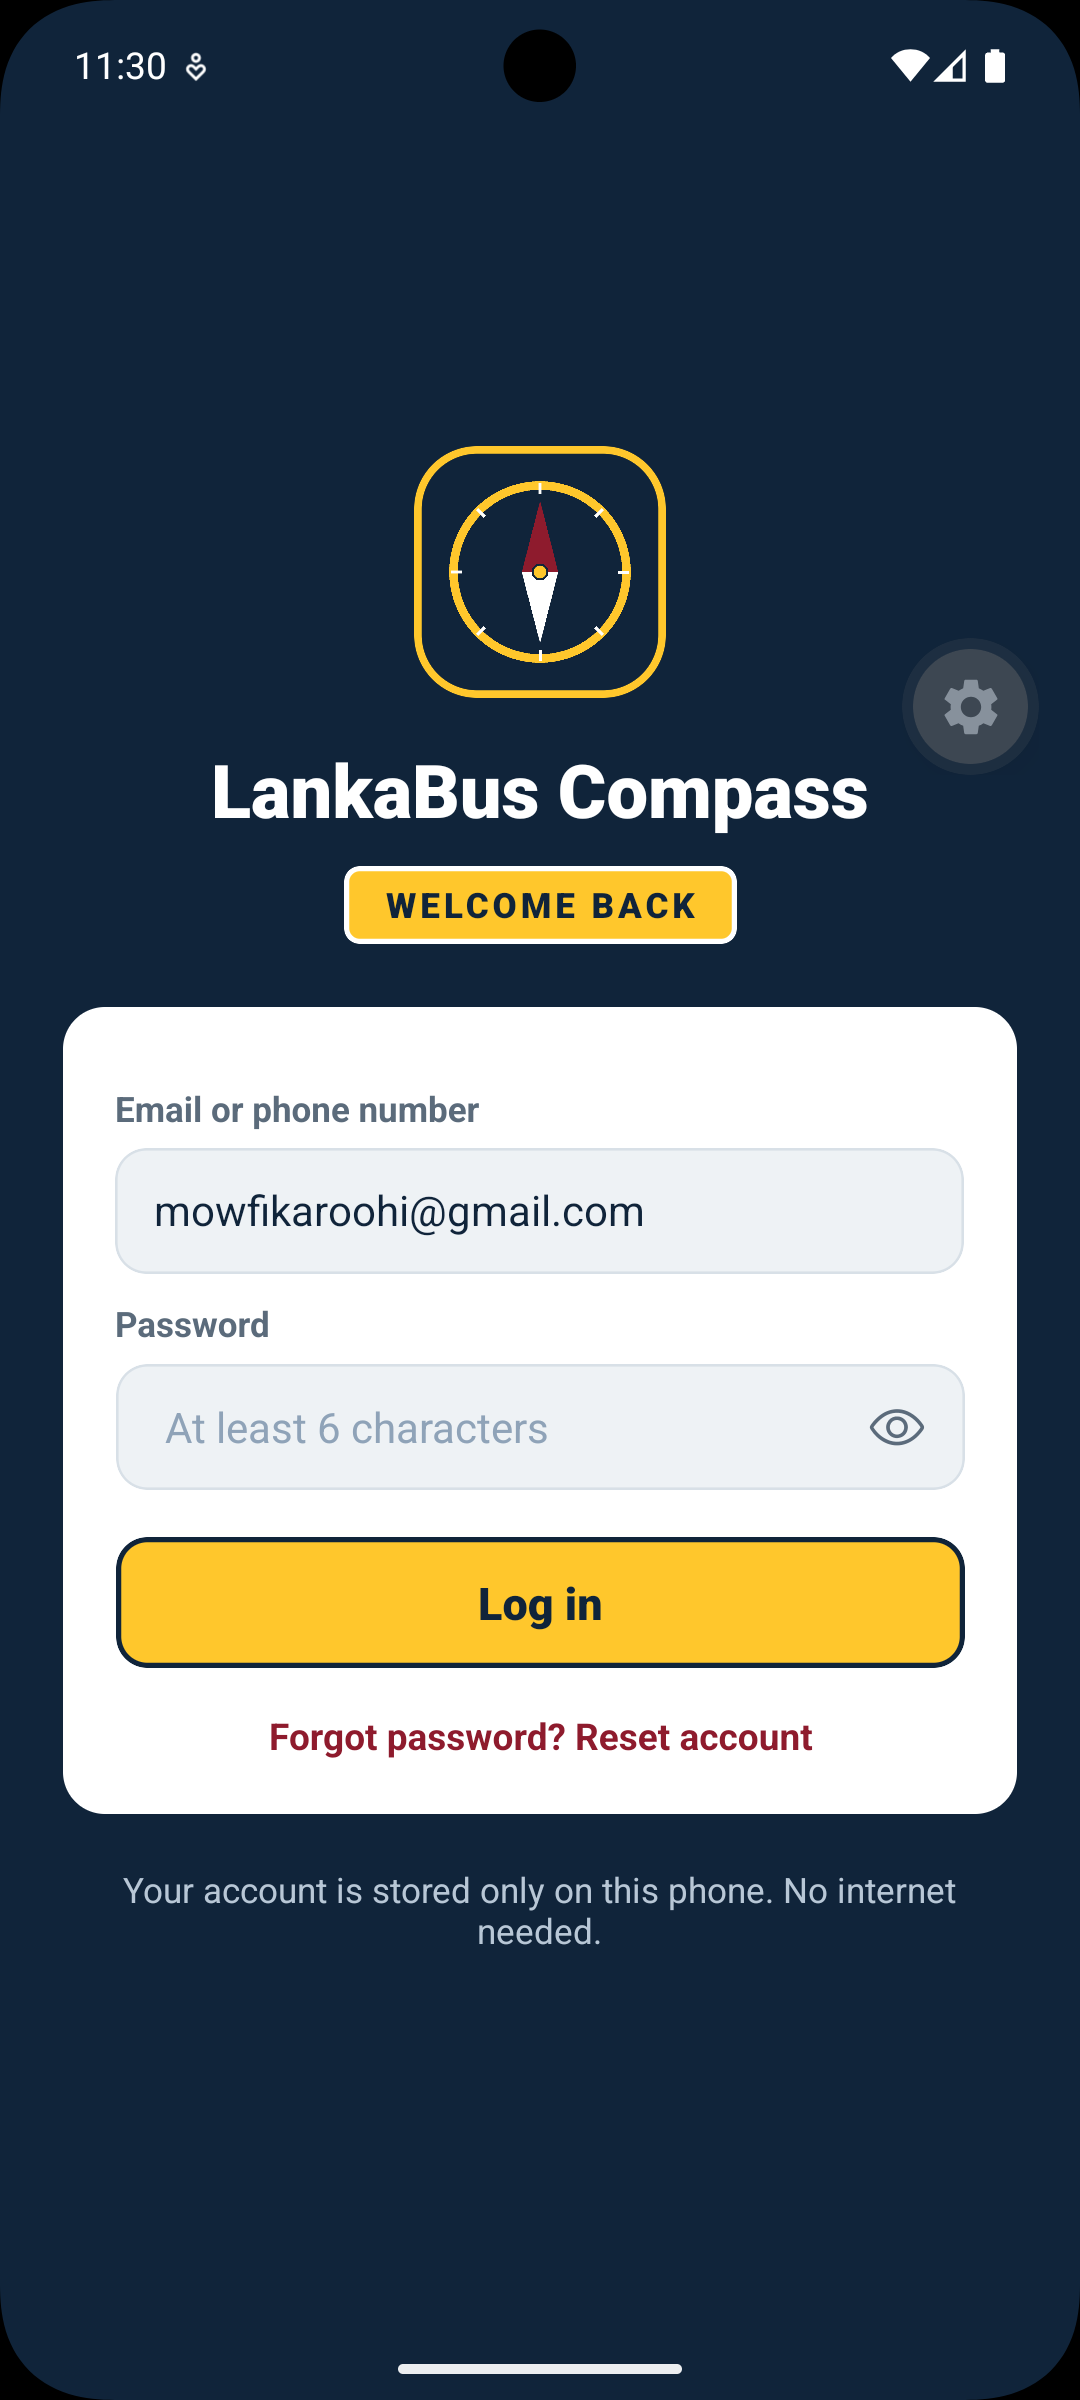 11:30
LankaBus Compass
WELCOME BACK
Email or phone number
mowfikaroohi@gmail.com
Password
At least 6 characters
Log in
Forgot password? Reset account
Your account is stored only on this phone. No internet
needed.